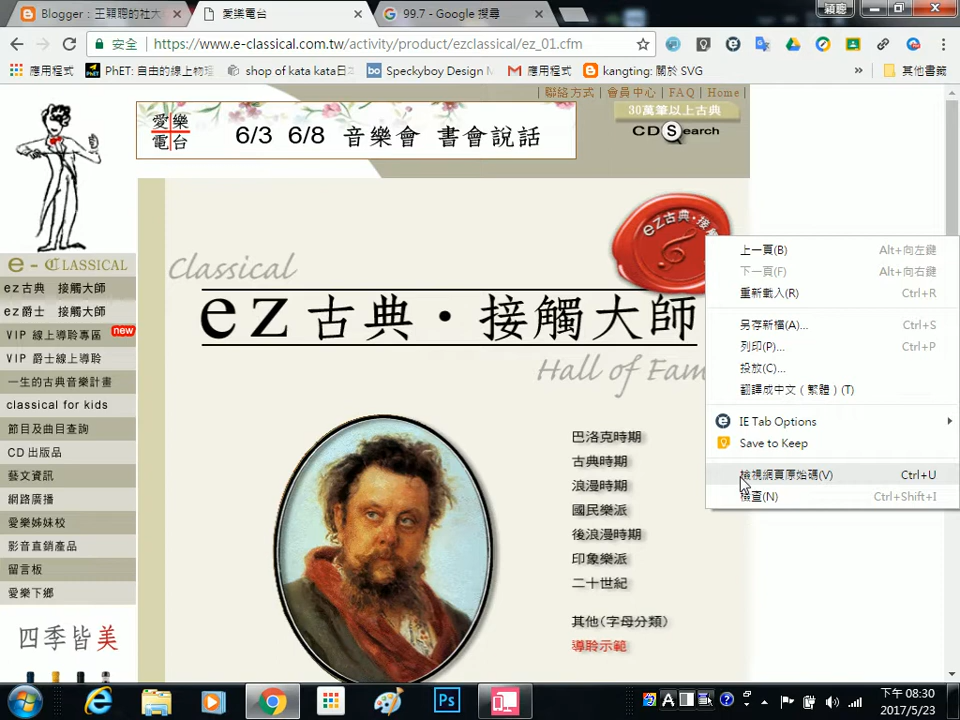 Blogger：王穎聰的社大
愛樂電台
99.7 - Google 搜尋
穎聰
安全
https://www.e-classical.com.tw/activity/product/ezclassical/ez_01.cfm
應用程式
PhET: 自由的線上物理
shop of kata kata日
Speckyboy Design M
應用程式
kangting: 關於 SVG
»
其他書籤
| 聯絡方式 | 會員中心 | FAQ | Home |
愛樂電台
6/3 6/8 音樂會 書會說話
30萬筆以上古典
CD Search
e - CLASSICAL
ez古典 接觸大師
ez爵士 接觸大師
VIP 線上導聆專區 new
VIP 爵士線上導聆
一生的古典音樂計畫
classical for kids
節目及曲目查詢
CD 出版品
藝文資訊
網路廣播
愛樂姊妹校
影音直銷產品
留言板
愛樂下鄉
四季皆美
eZ古典·接觸
Classical
ez古典・接觸大師
Hall of Fam
巴洛克時期
古典時期
浪漫時期
國民樂派
後浪漫時期
印象樂派
二十世紀
其他(字母分類)
導聆示範
上一頁(B) Alt+向左鍵
下一頁(F) Alt+向右鍵
重新載入(R) Ctrl+R
另存新檔(A)... Ctrl+S
列印(P)... Ctrl+P
投放(C)...
翻譯成中文（繁體）(T)
IE Tab Options
Save to Keep
檢視網頁原始碼(V) Ctrl+U
檢查(N) Ctrl+Shift+I
Ps
下午 08:30
2017/5/23